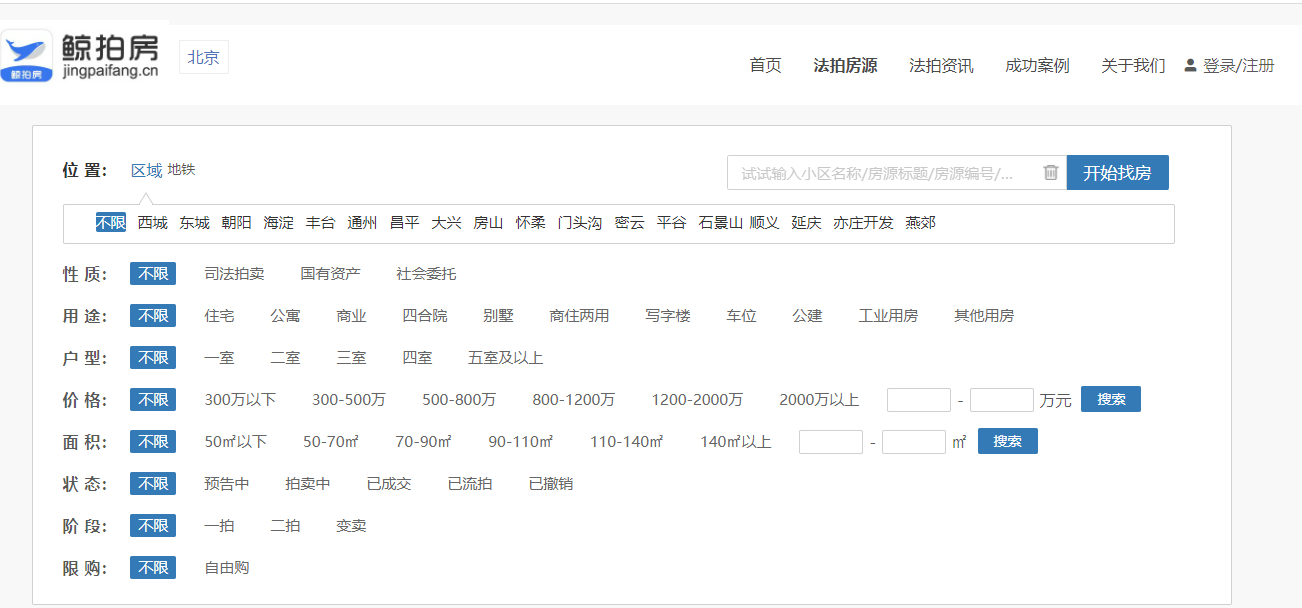 鲸拍房
鲸拍房
jingpaifang.cn
北京
首页 法拍房源 法拍资讯 成功案例 关于我们 登录/注册
位 置： 区域 地铁
试试输入小区名称/房源标题/房源编号/... 开始找房
不限 西城 东城 朝阳 海淀 丰台 通州 昌平 大兴 房山 怀柔 门头沟 密云 平谷 石景山 顺义 延庆 亦庄开发 燕郊
性 质： 不限 司法拍卖 国有资产 社会委托
用 途： 不限 住宅 公寓 商业 四合院 别墅 商住两用 写字楼 车位 公建 工业用房 其他用房
户 型： 不限 一室 二室 三室 四室 五室及以上
价 格： 不限 300万以下 300-500万 500-800万 800-1200万 1200-2000万 2000万以上 - 万元 搜索
面 积： 不限 50㎡以下 50-70㎡ 70-90㎡ 90-110㎡ 110-140㎡ 140㎡以上 - ㎡ 搜索
状 态： 不限 预告中 拍卖中 已成交 已流拍 已撤销
阶 段： 不限 一拍 二拍 变卖
限 购： 不限 自由购